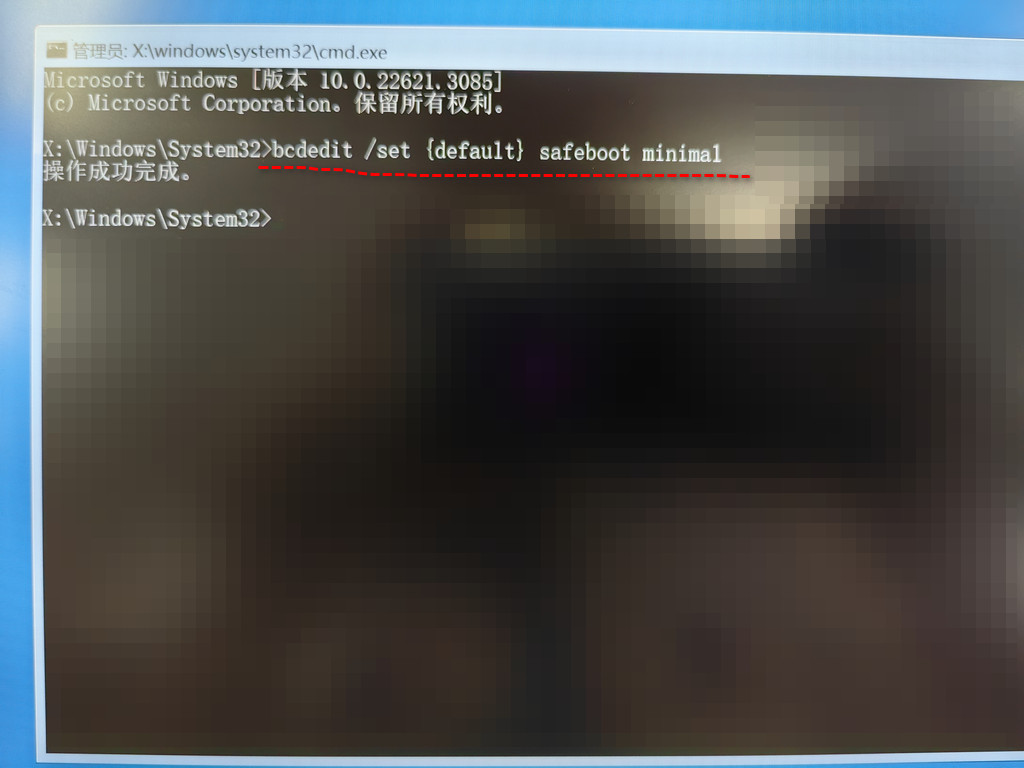 管理员: X:\windows\system32\cmd.exe
Microsoft Windows [版本 10.0.22621.3085]
(c) Microsoft Corporation。保留所有权利。
X:\Windows\System32>bcdedit /set {default} safeboot minimal
操作成功完成。
X:\Windows\System32>